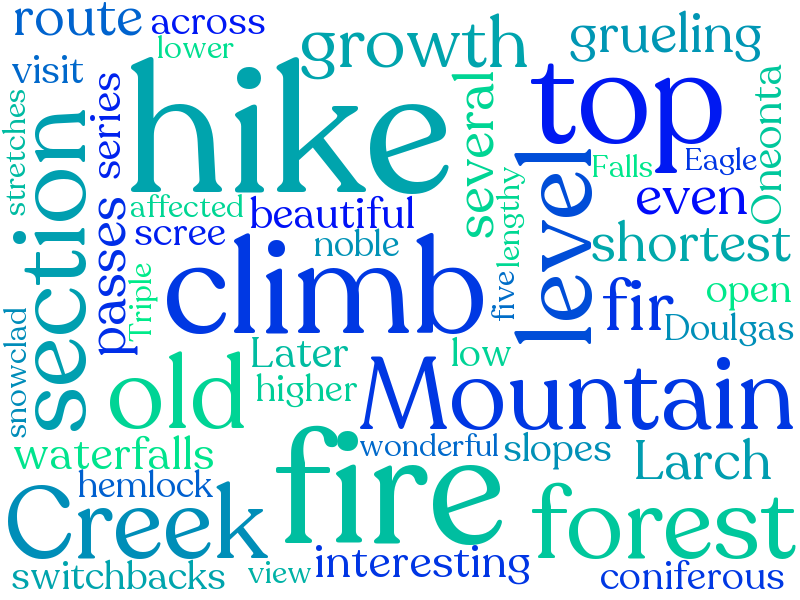 route
across
lower
growth
grueling
visit
hike
top
several
series
stretches
section
Oneonta
Falls
Eagle
level
even
lengthy
affected
beautiful
passes
scree
noble
shortest
climb
Triple
five
fir
open
Doulgas
snowclad
Later
low
old
higher
Mountain
fire
waterfalls
wonderful
slopes
Larch
hemlock
Creek
forest
interesting
switchbacks
view
coniferous